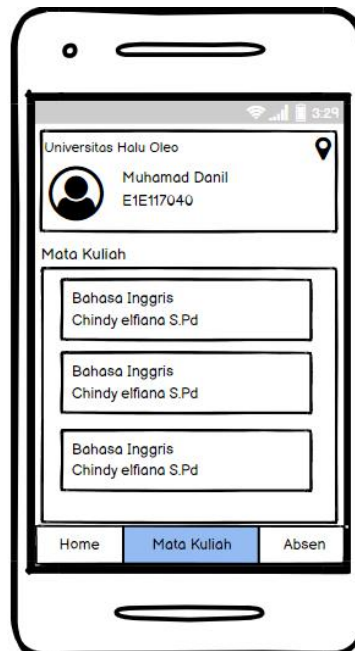 3:29
Universitas Halu Oleo
Muhamad Danil
E1E117040
Mata Kuliah
Bahasa Inggris
Chindy elfiana S.Pd
Bahasa Inggris
Chindy elfiana S.Pd
Bahasa Inggris
Chindy elfiana S.Pd
Home
Mata Kuliah
Absen